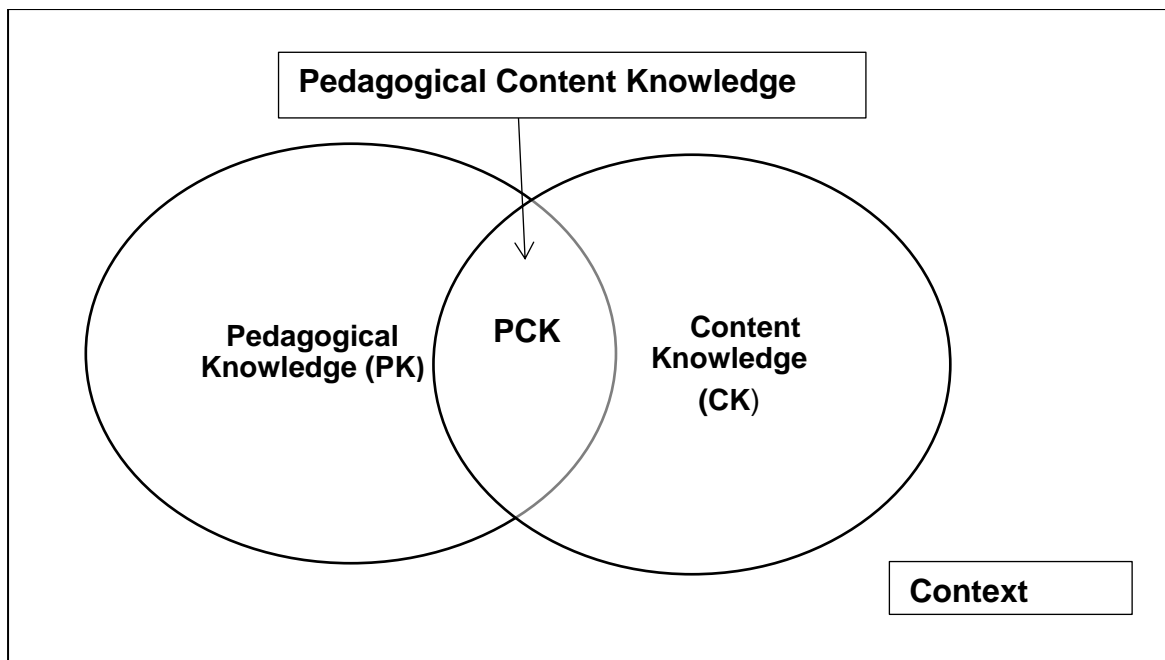 Pedagogical Content Knowledge
Pedagogical
Knowledge (PK)
PCK
Content
Knowledge
(CK)
Context